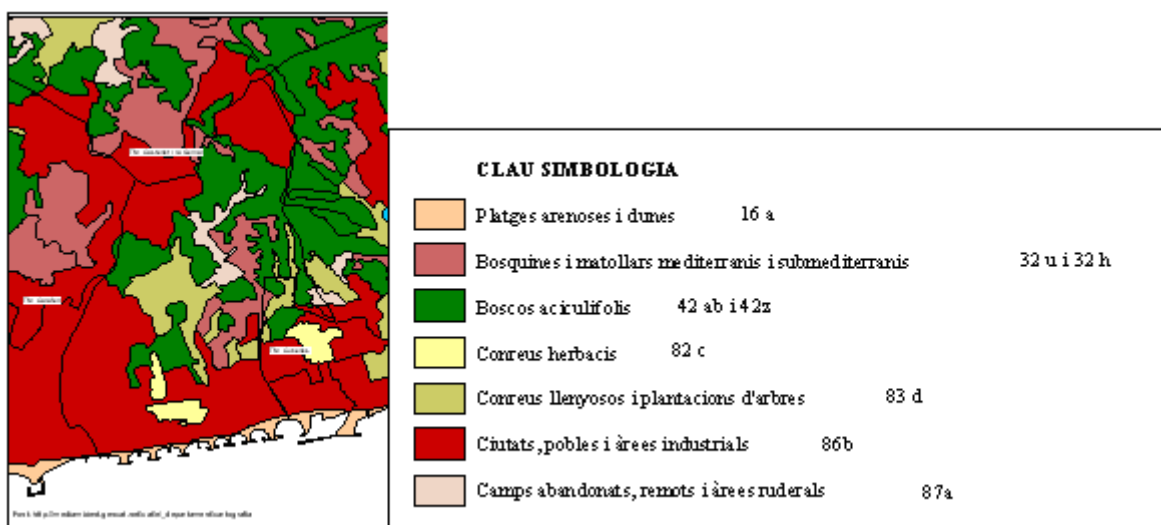 CLAU SIMBOLOGIA
Platges arenoses i dunes 16 a
Bosquines i matollars mediterranis i submediterranis 32 u i 32 h
Boscos aciculifolis 42 ab i 42z
Conreus herbacis 82 c
Conreus llenyosos i plantacions d'arbres 83 d
Ciutats, pobles i àrees industrials 86b
Camps abandonats, remots i àrees ruderals 87a